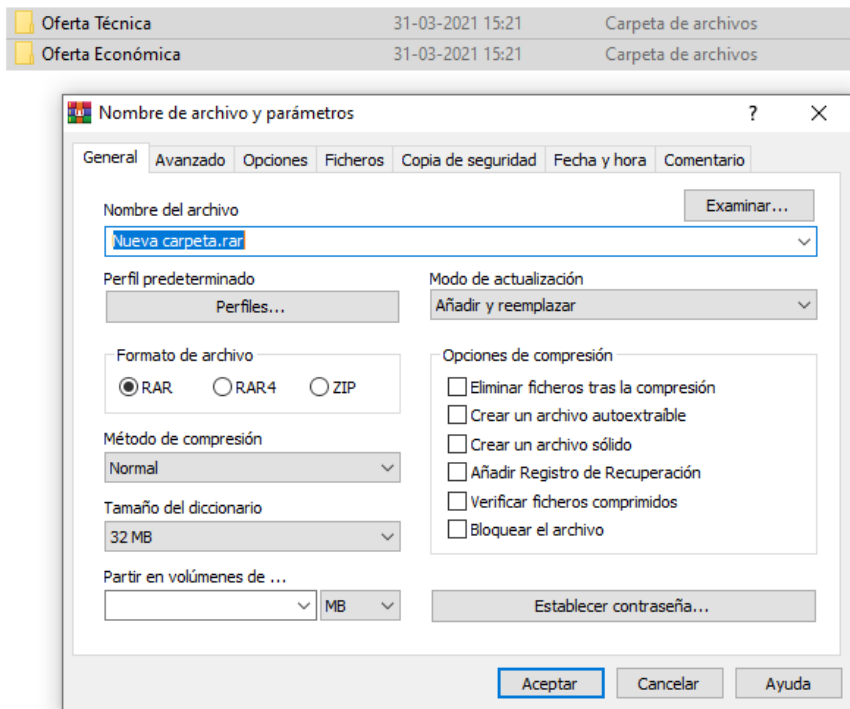 Oferta Técnica 31-03-2021 15:21 Carpeta de archivos
Oferta Económica 31-03-2021 15:21 Carpeta de archivos
Nombre de archivo y parámetros ?
General Avanzado Opciones Ficheros Copia de seguridad Fecha y hora Comentario
Nombre del archivo Examinar...
Nueva carpeta.rar
Perfil predeterminado Modo de actualización
Perfiles... Añadir y reemplazar
Formato de archivo Opciones de compresión
RAR RAR4 ZIP Eliminar ficheros tras la compresión
Crear un archivo autoextraíble
Método de compresión Crear un archivo sólido
Normal Añadir Registro de Recuperación
Tamaño del diccionario Verificar ficheros comprimidos
32 MB Bloquear el archivo
Partir en volúmenes de ...
MB Establecer contraseña...
Aceptar Cancelar Ayuda